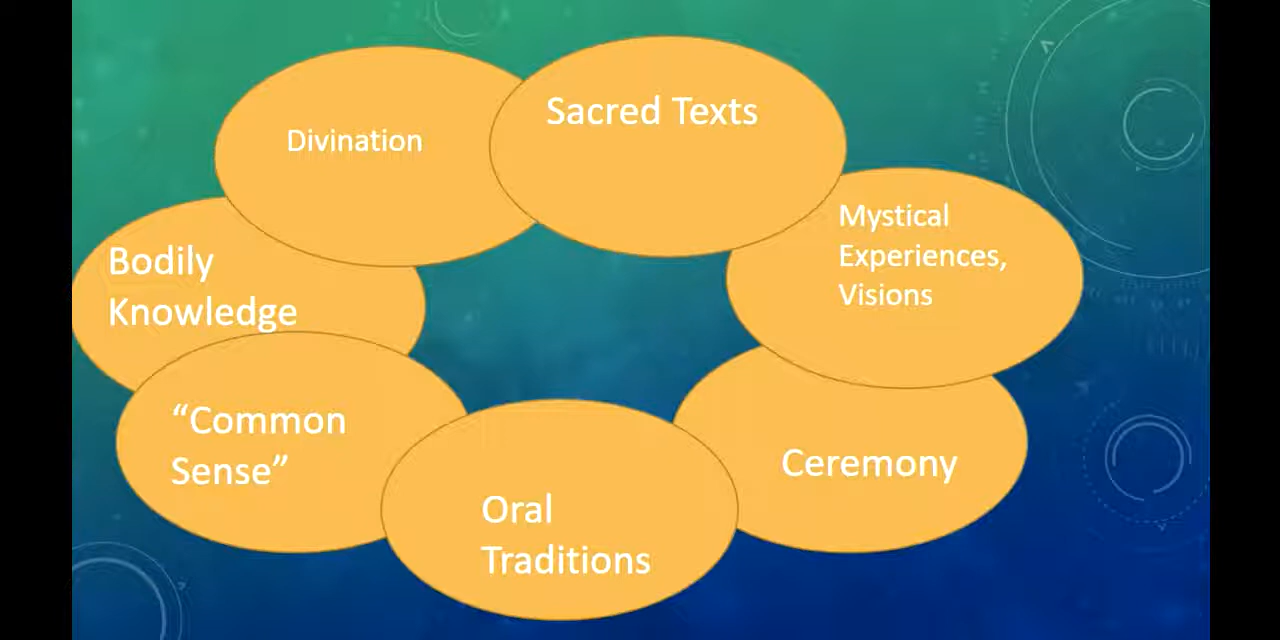 Divination
Sacred Texts
Mystical
Experiences,
Visions
Bodily
Knowledge
“Common
Sense”
Ceremony
Oral
Traditions